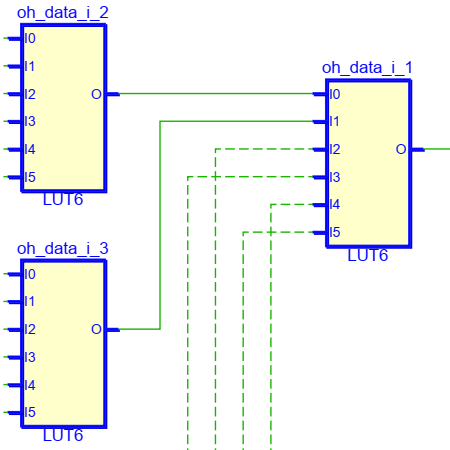 oh_data_i_2
I0
I1
I2
O
I3
I4
I5
LUT6
oh_data_i_1
I0
I1
I2
O
I3
I4
I5
LUT6
oh_data_i_3
I0
I1
I2
O
I3
I4
I5
LUT6